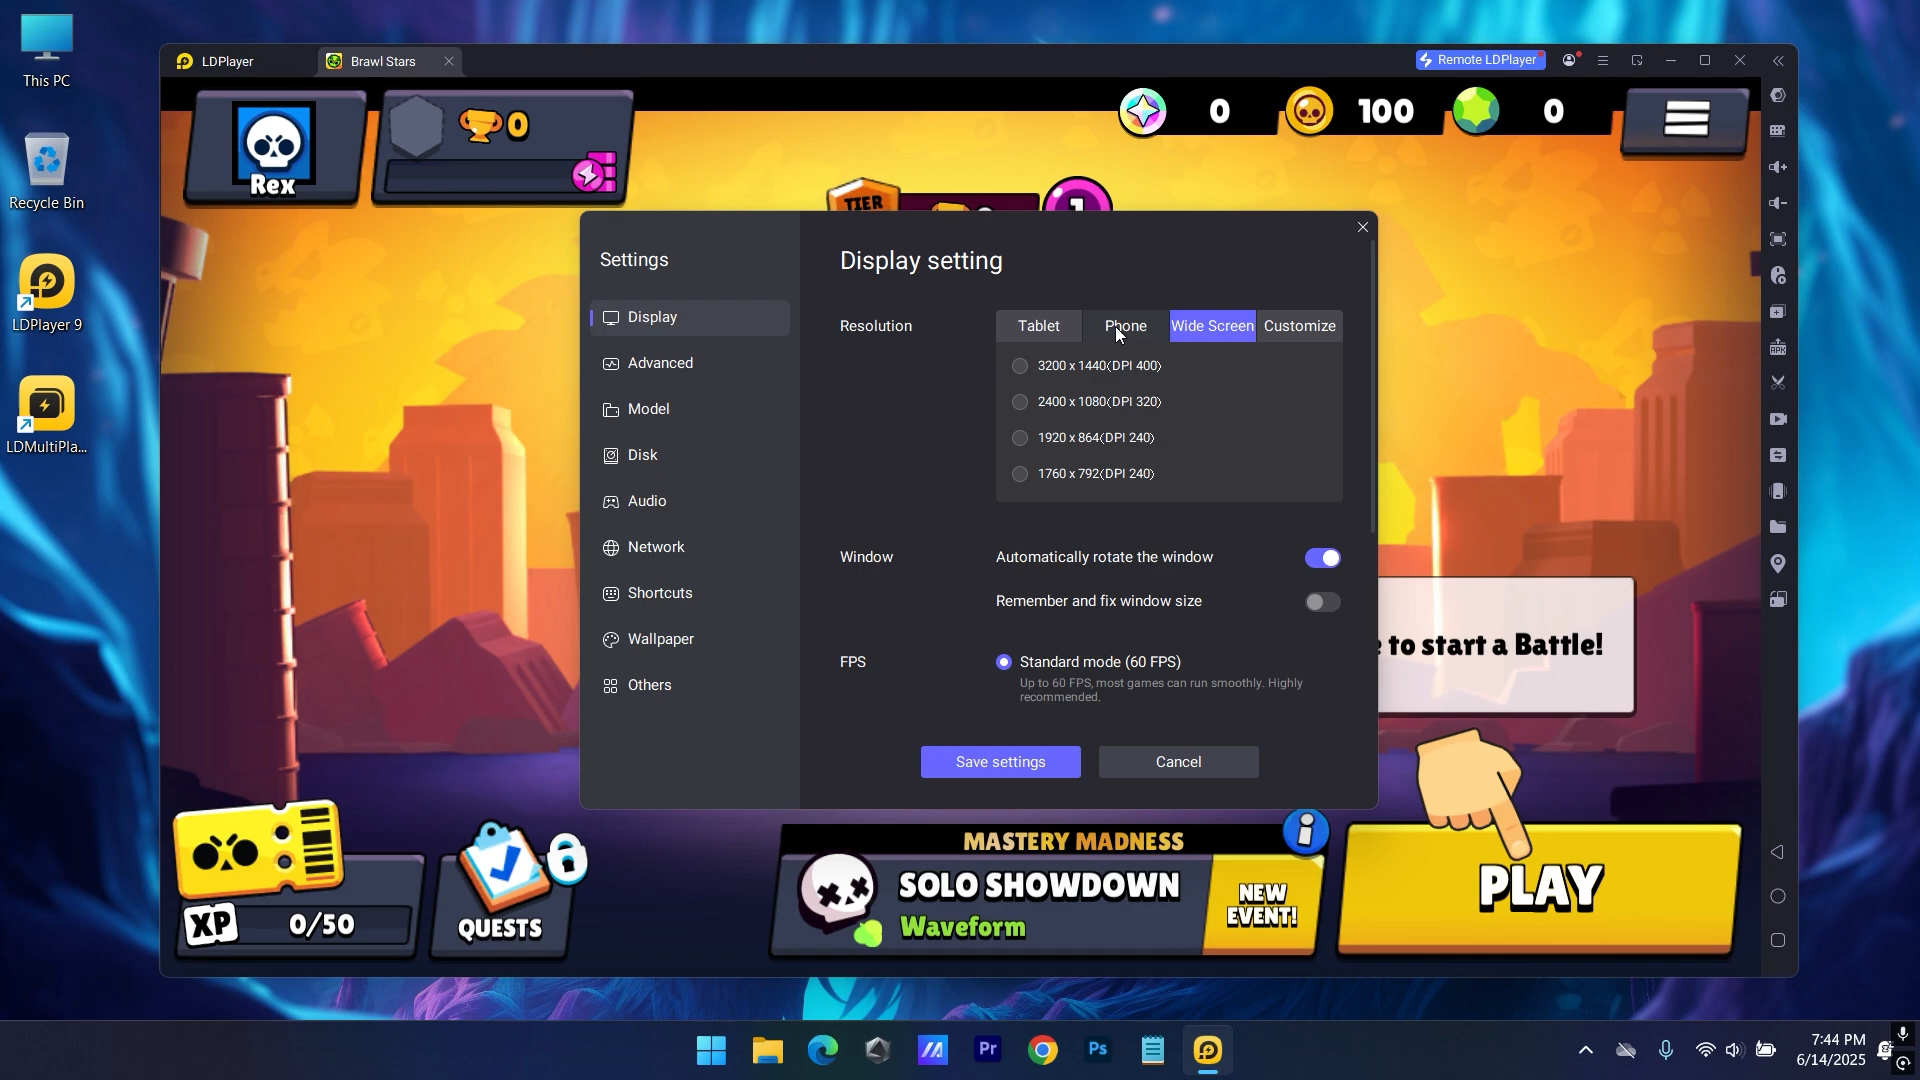 This PC
Recycle Bin
LDPlayer 9
LDMultiPla...
LDPlayer
Brawl Stars
Remote LDPlayer
Rex
0
0
100
0
TIER
1
Settings
Display
Advanced
Model
Disk
Audio
Network
Shortcuts
Wallpaper
Others
Display setting
Resolution
Tablet
Phone
Wide Screen
Customize
3200 x 1440(DPI 400)
2400 x 1080(DPI 320)
1920 x 864(DPI 240)
1760 x 792(DPI 240)
Window
Automatically rotate the window
Remember and fix window size
FPS
Standard mode (60 FPS)
Up to 60 FPS, most games can run smoothly. Highly
recommended.
Save settings
Cancel
to start a Battle!
XP
0/50
QUESTS
MASTERY MADNESS
SOLO SHOWDOWN
Waveform
NEW
EVENT!
PLAY
APK
Pr
Ps
7:44 PM
6/14/2025